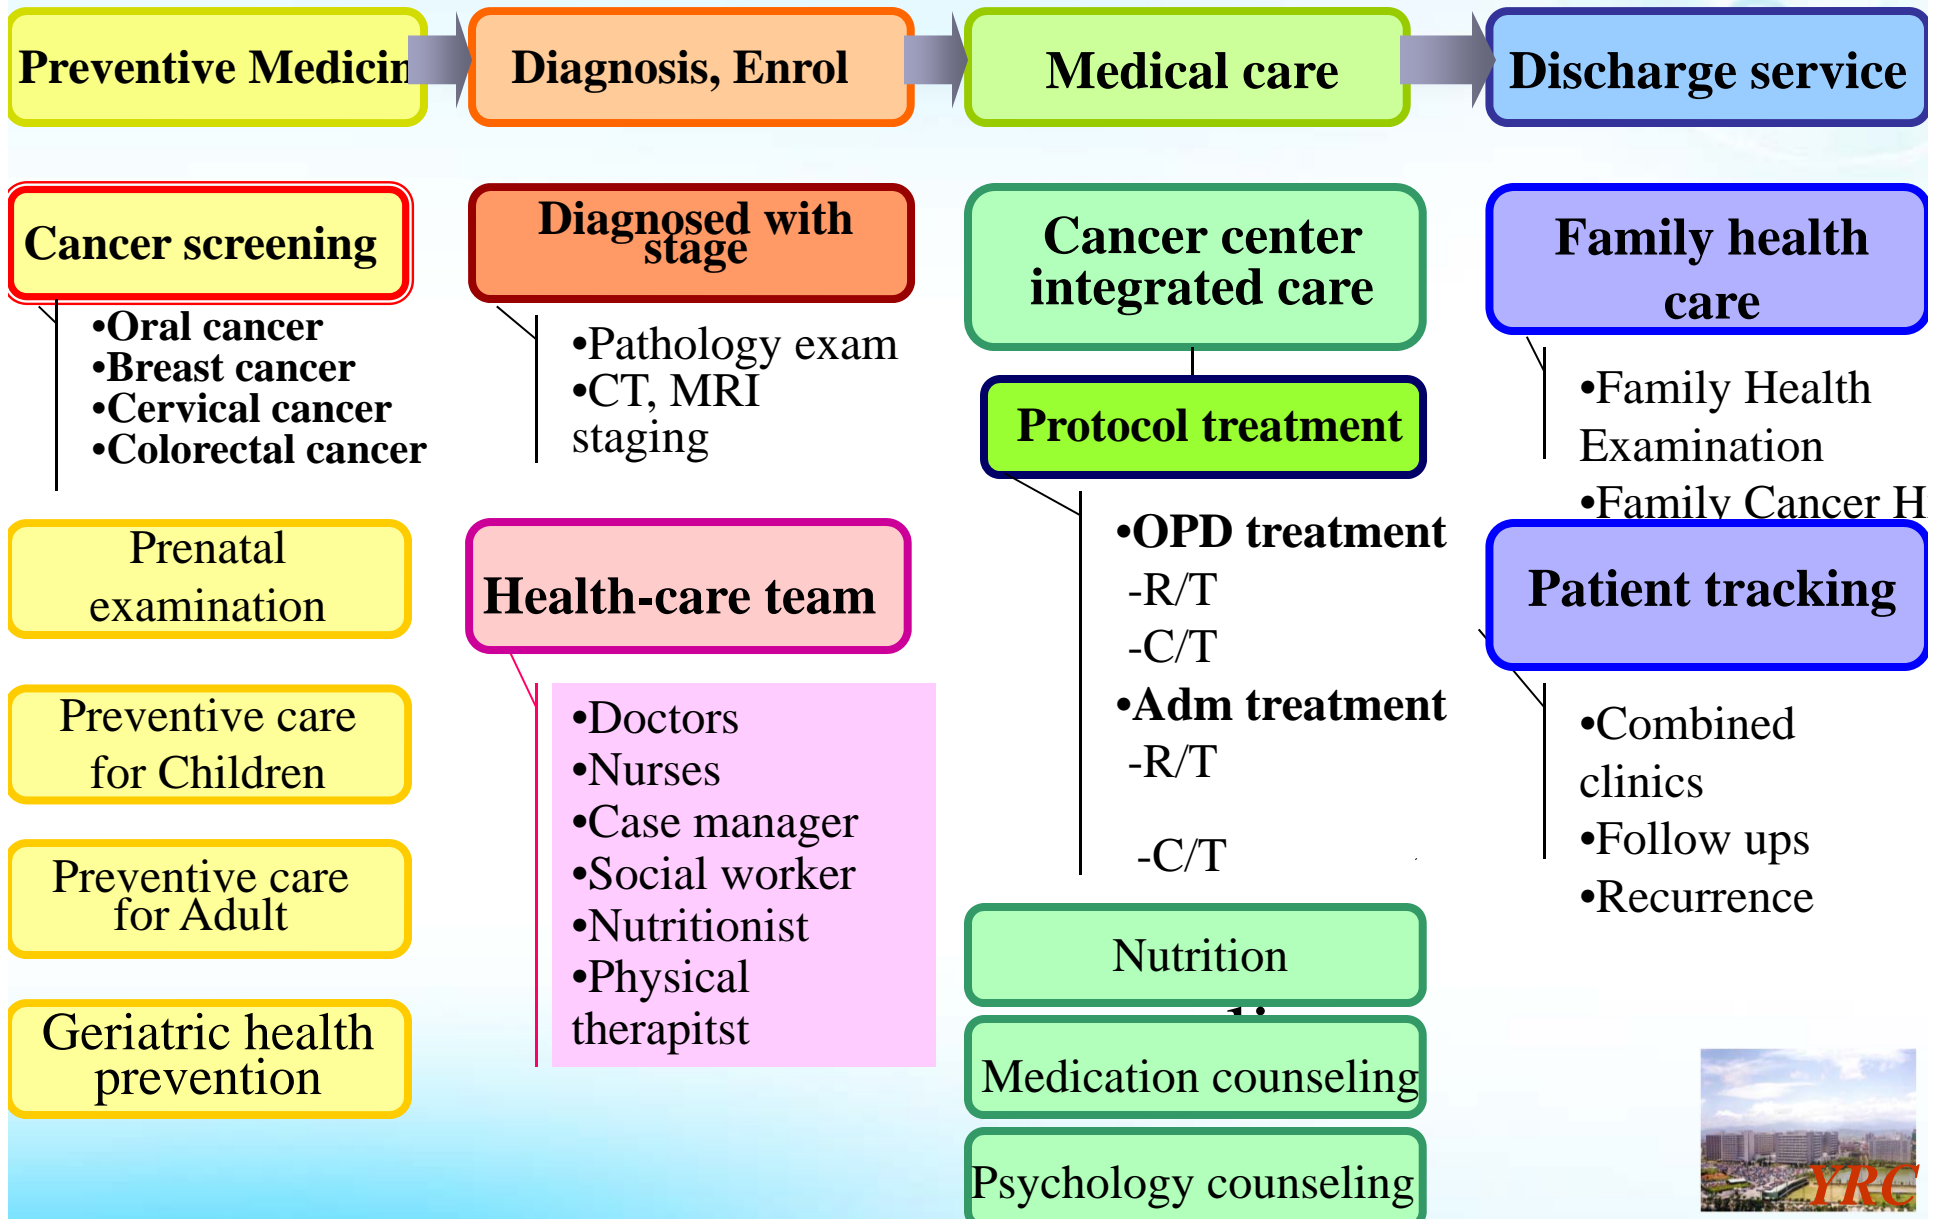 Preventive Medicin
Diagnosis, Enrol
Medical care
Discharge service
Cancer screening
•Oral cancer
•Breast cancer
•Cervical cancer
•Colorectal cancer
Prenatal
examination
Preventive care
for Children
Preventive care
for Adult
Geriatric health
prevention
Diagnosed with
stage
•Pathology exam
•CT, MRI
staging
Health-care team
•Doctors
•Nurses
•Case manager
•Social worker
•Nutritionist
•Physical
therapitst
Cancer center
integrated care
Protocol treatment
•OPD treatment
-R/T
-C/T
•Adm treatment
-R/T
-C/T
Nutrition
Medication counseling
Psychology counseling
Family health
care
•Family Health
Examination
•Family Cancer H
Patient tracking
•Combined
clinics
•Follow ups
•Recurrence
YRC